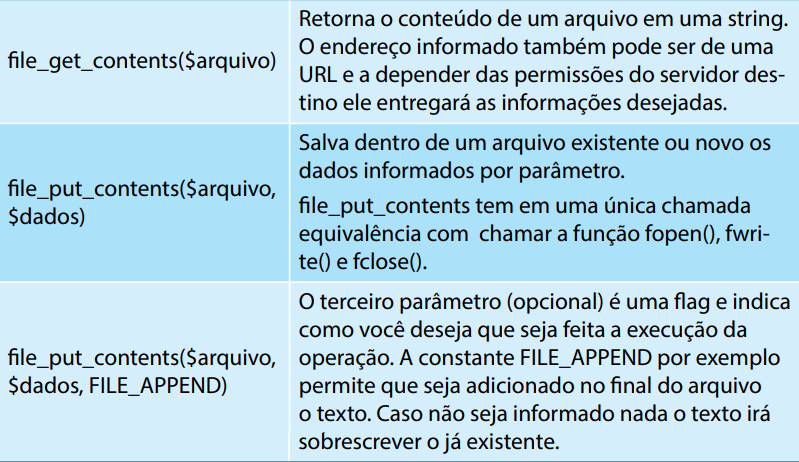 file_get_contents($arquivo)
Retorna o conteúdo de um arquivo em uma string.
O endereço informado também pode ser de uma
URL e a depender das permissões do servidor des-
tino ele entregará as informações desejadas.
file_put_contents($arquivo,
$dados)
Salva dentro de um arquivo existente ou novo os
dados informados por parâmetro.
file_put_contents tem em uma única chamada
equivalência com chamar a função fopen(), fwri-
te() e fclose().
file_put_contents($arquivo,
$dados, FILE_APPEND)
O terceiro parâmetro (opcional) é uma flag e indica
como você deseja que seja feita a execução da
operação. A constante FILE_APPEND por exemplo
permite que seja adicionado no final do arquivo
o texto. Caso não seja informado nada o texto irá
sobrescrever o já existente.